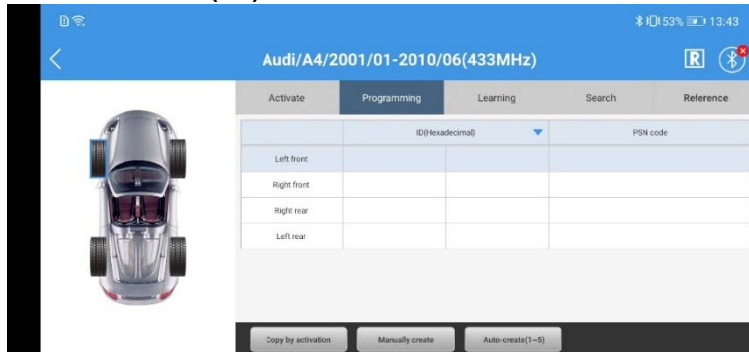 53% 13:43
Audi/A4/2001/01-2010/06(433MHz)
R
Activate Programming Learning Search Reference
ID(Hexadecimal) PSN code
Left front
Right front
Right rear
Left rear
Copy by activation Manually create Auto-create(1~5)